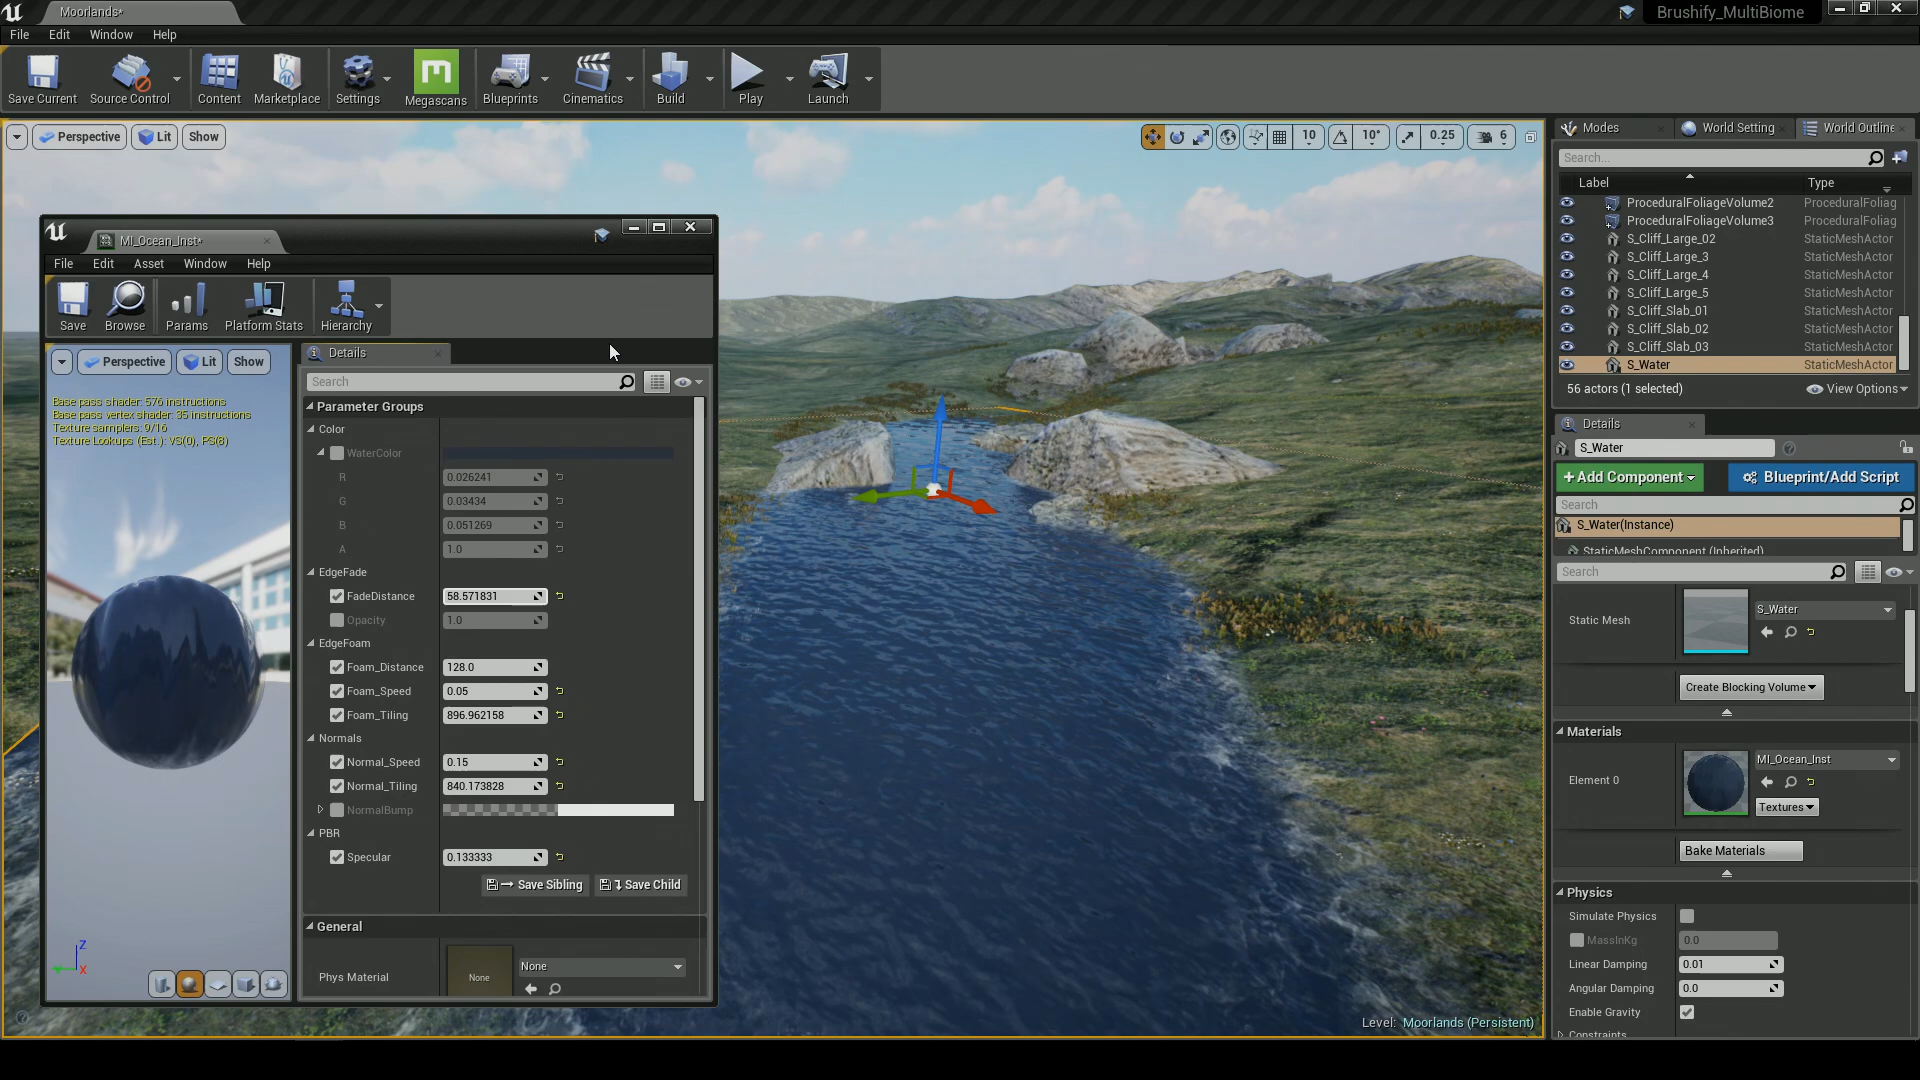 Moorlands*
Brushify_MultiBiome
File Edit Window Help
Save Current Source Control Content Marketplace Settings Megascans Blueprints Cinematics Build Play Launch
Perspective Lit Show
10 10° 0.25 6
MI_Ocean_Inst*
File Edit Asset Window Help
Save Browse Params Platform Stats Hierarchy
Perspective Lit Show
Base pass shader: 576 instructions
Base pass vertex shader: 35 instructions
Texture samplers: 9/16
Texture Lookups (Est.): VS(0), PS(8)
Z
X
Details
Search
Parameter Groups
Color
WaterColor
R 0.026241
G 0.03434
B 0.051269
A 1.0
EdgeFade
FadeDistance 58.571831
Opacity 1.0
EdgeFoam
Foam_Distance 128.0
Foam_Speed 0.05
Foam_Tiling 896.962158
Normals
Normal_Speed 0.15
Normal_Tiling 840.173828
NormalBump
PBR
Specular 0.133333
Save Sibling Save Child
General
Phys Material None None
Level: Moorlands (Persistent)
Modes World Setting World Outline
Search...
Label Type
ProceduralFoliageVolume2 ProceduralFoliag
ProceduralFoliageVolume3 ProceduralFoliag
S_Cliff_Large_02 StaticMeshActor
S_Cliff_Large_3 StaticMeshActor
S_Cliff_Large_4 StaticMeshActor
S_Cliff_Large_5 StaticMeshActor
S_Cliff_Slab_01 StaticMeshActor
S_Cliff_Slab_02 StaticMeshActor
S_Cliff_Slab_03 StaticMeshActor
S_Water StaticMeshActor
56 actors (1 selected) View Options
Details
S_Water
+Add Component Blueprint/Add Script
Search
S_Water(Instance)
StaticMeshComponent (Inherited)
Search
Static Mesh S_Water
Create Blocking Volume
Materials
Element 0 MI_Ocean_Inst
Textures
Bake Materials
Physics
Simulate Physics
MassInKg 0.0
Linear Damping 0.01
Angular Damping 0.0
Enable Gravity
Constraints